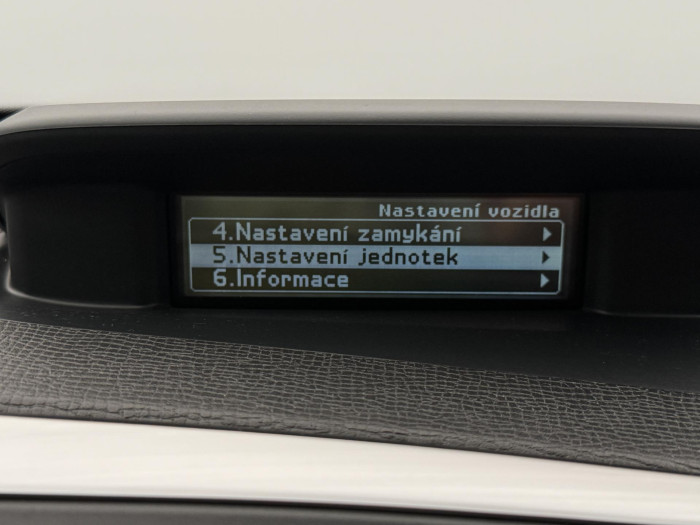 Nastavení vozidla
4.Nastavení zamykání
5.Nastavení jednotek
6.Informace